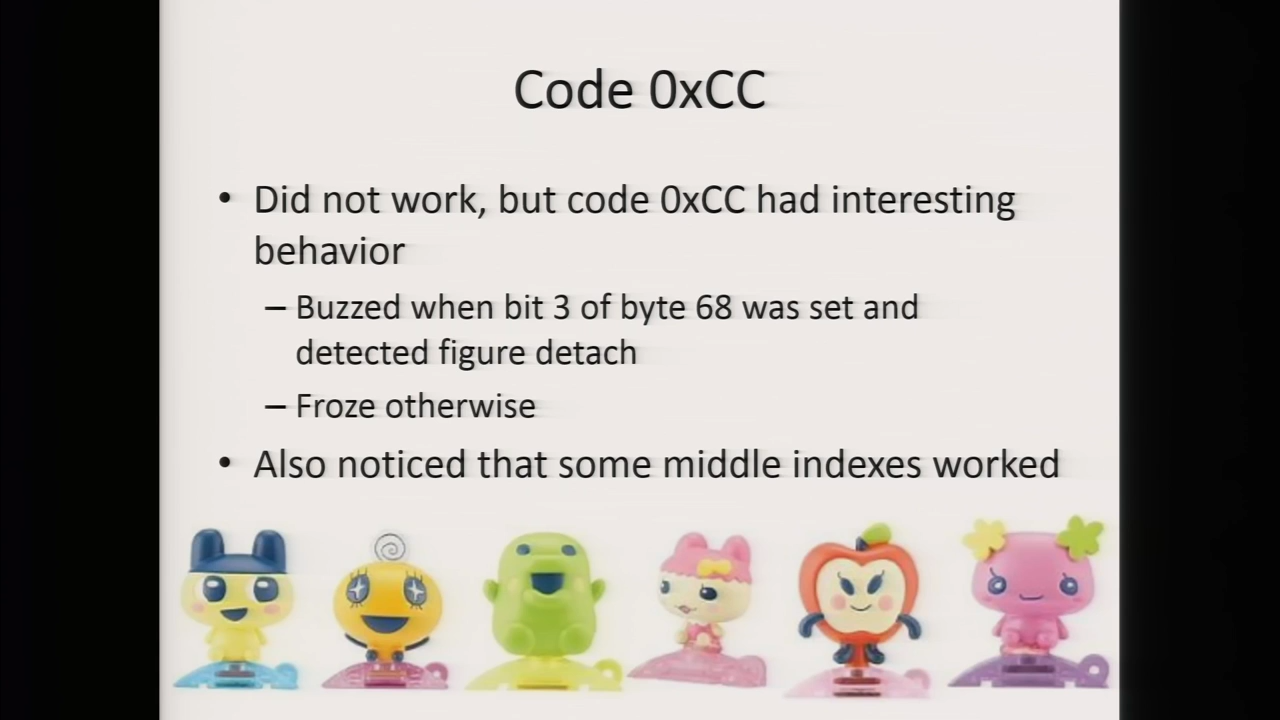 Code 0xCC
• Did not work, but code 0xCC had interesting
behavior
– Buzzed when bit 3 of byte 68 was set and
detected figure detach
– Froze otherwise
• Also noticed that some middle indexes worked